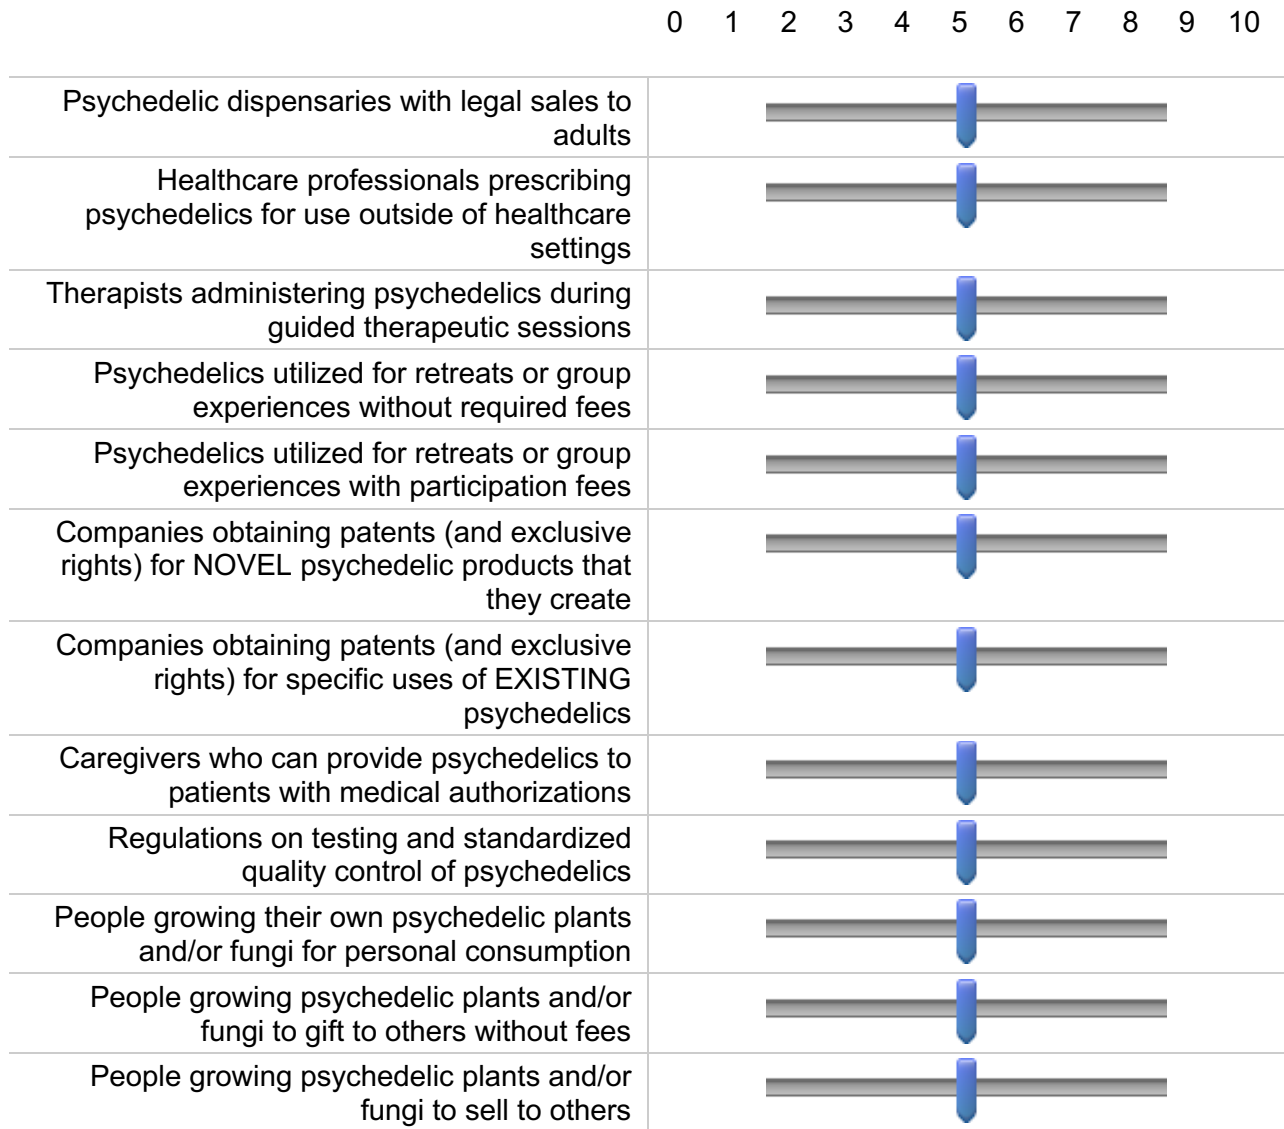 0 1 2 3 4 5 6 7 8 9 10
Psychedelic dispensaries with legal sales to
adults
Healthcare professionals prescribing
psychedelics for use outside of healthcare
settings
Therapists administering psychedelics during
guided therapeutic sessions
Psychedelics utilized for retreats or group
experiences without required fees
Psychedelics utilized for retreats or group
experiences with participation fees
Companies obtaining patents (and exclusive
rights) for NOVEL psychedelic products that
they create
Companies obtaining patents (and exclusive
rights) for specific uses of EXISTING
psychedelics
Caregivers who can provide psychedelics to
patients with medical authorizations
Regulations on testing and standardized
quality control of psychedelics
People growing their own psychedelic plants
and/or fungi for personal consumption
People growing psychedelic plants and/or
fungi to gift to others without fees
People growing psychedelic plants and/or
fungi to sell to others